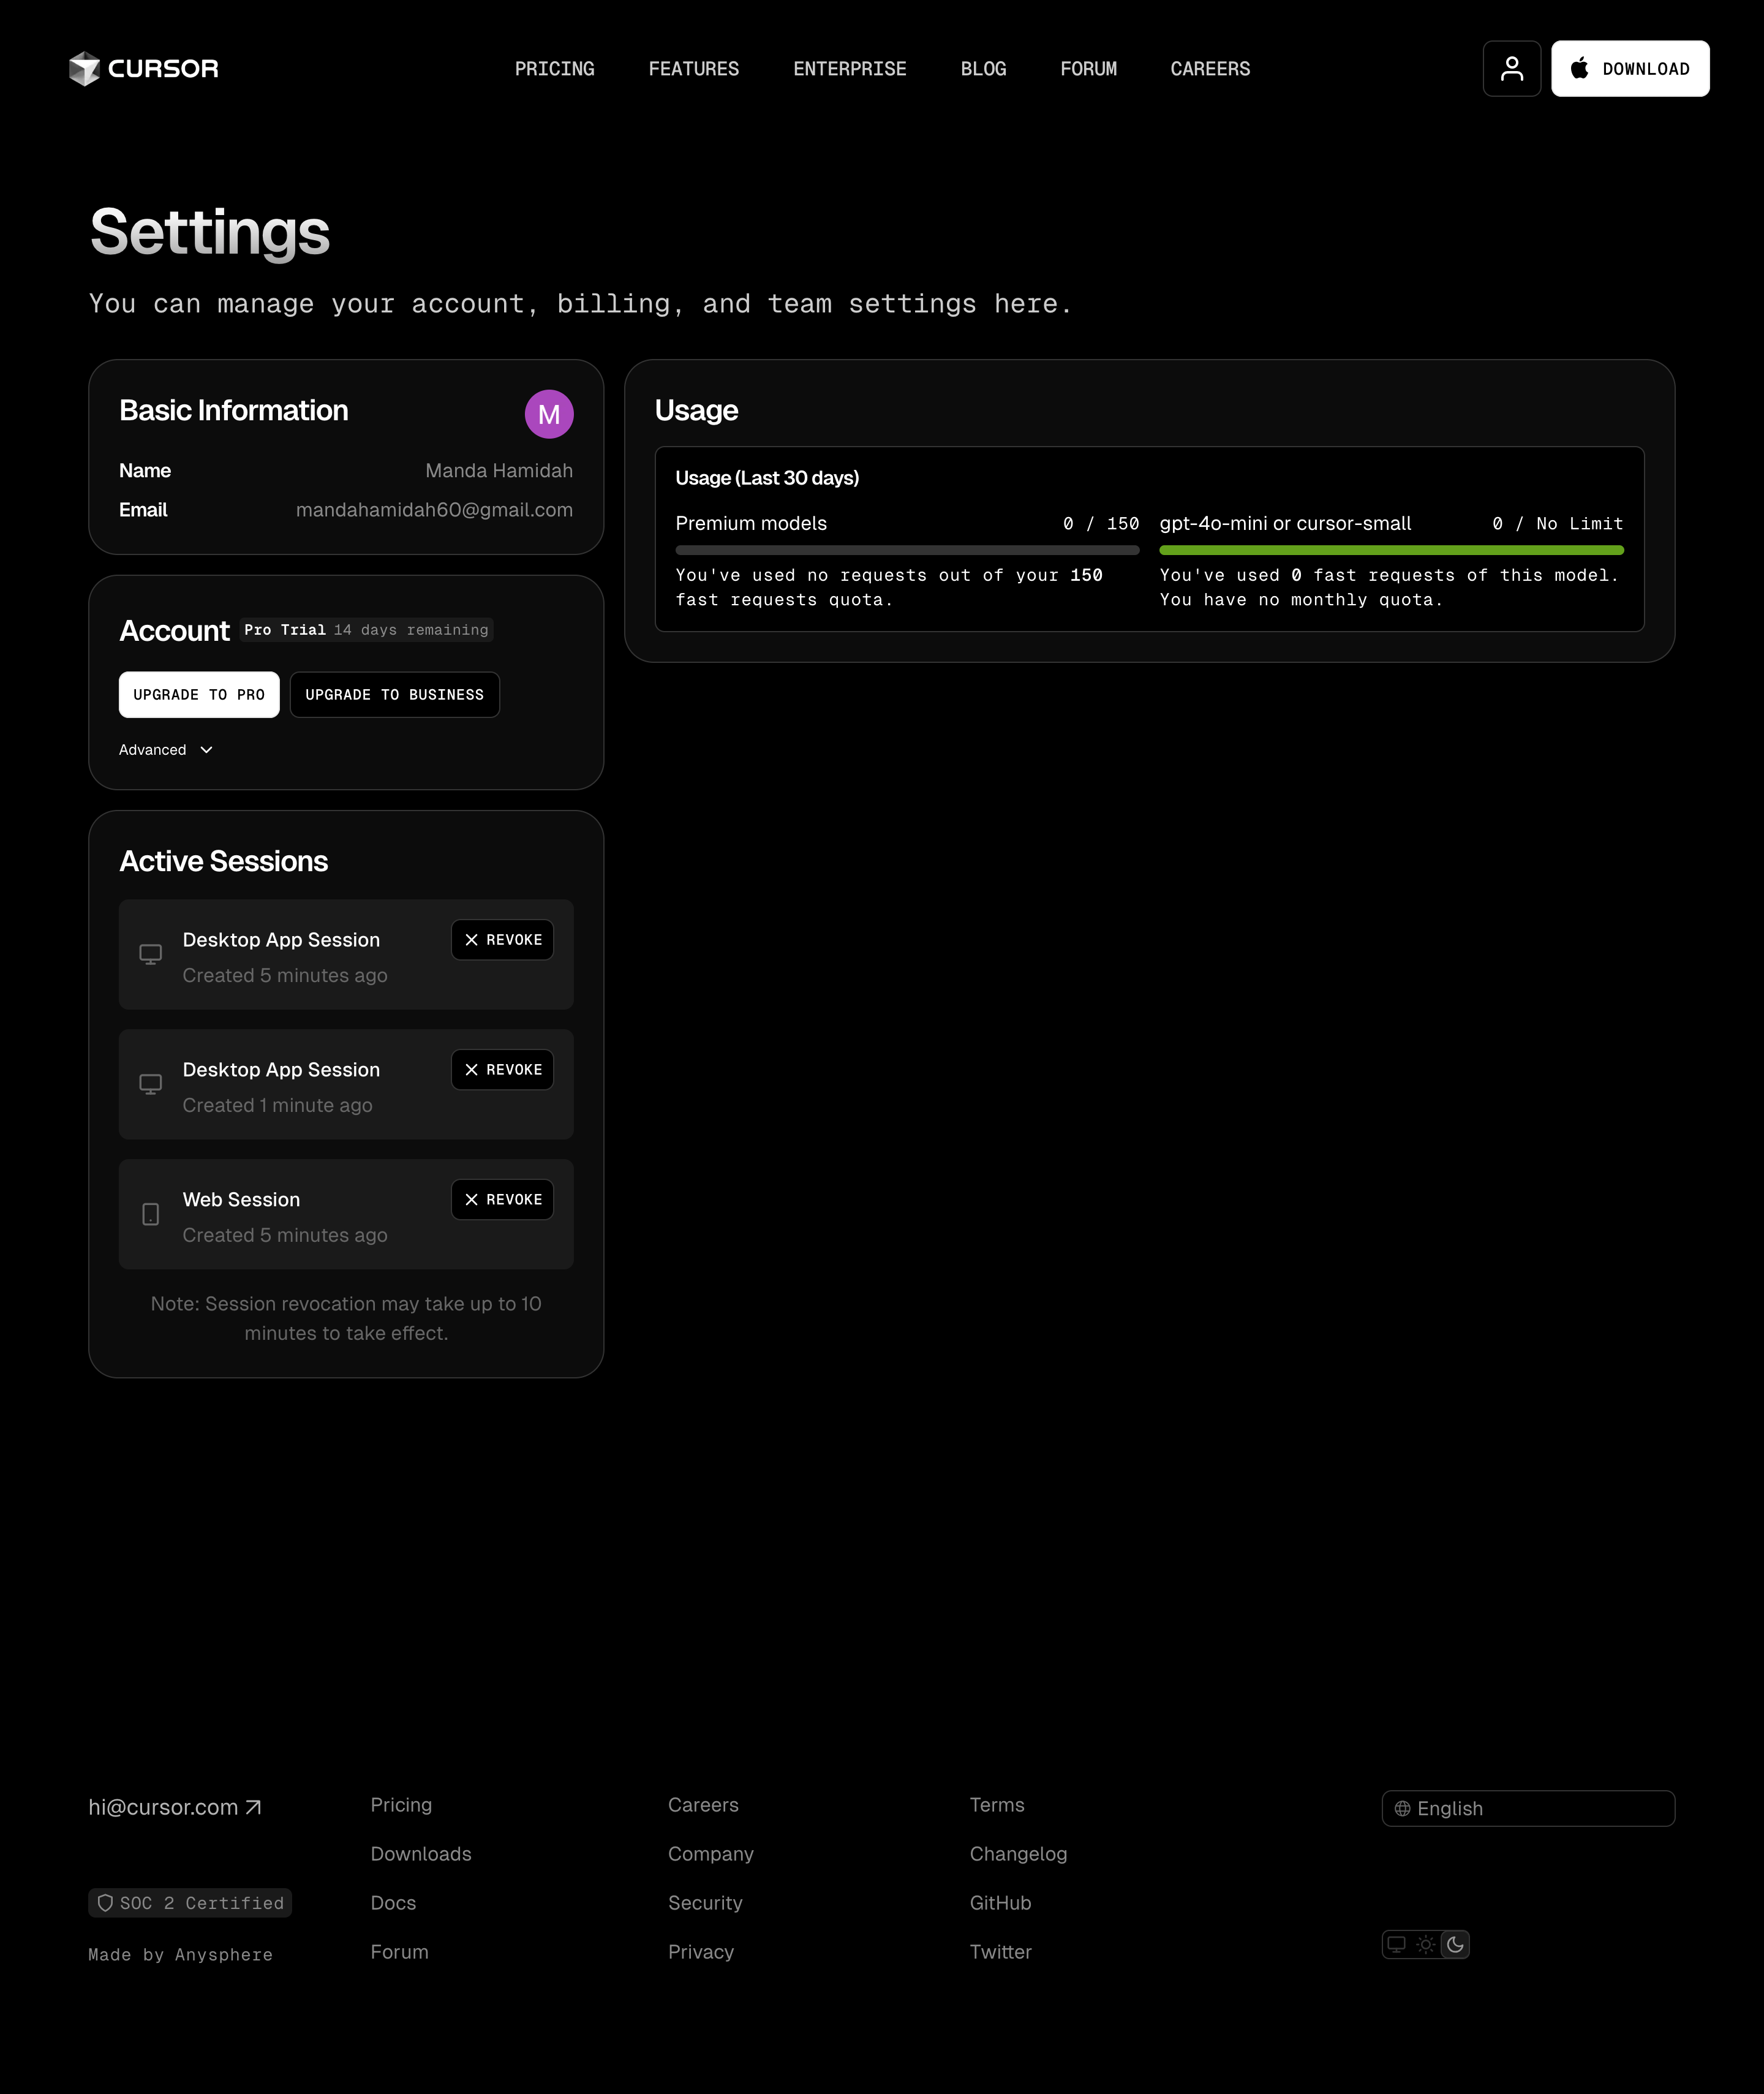 CURSOR
PRICING
FEATURES
ENTERPRISE
BLOG
FORUM
CAREERS
DOWNLOAD
Settings
You can manage your account, billing, and team settings here.
Basic Information
M
Name
Manda Hamidah
Email
mandahamidah60@gmail.com
Account
Pro Trial 14 days remaining
UPGRADE TO PRO
UPGRADE TO BUSINESS
Advanced
Active Sessions
Desktop App Session
REVOKE
Created 5 minutes ago
Desktop App Session
REVOKE
Created 1 minute ago
Web Session
REVOKE
Created 5 minutes ago
Note: Session revocation may take up to 10
minutes to take effect.
Usage
Usage (Last 30 days)
Premium models
0 / 150
You've used no requests out of your 150
fast requests quota.
gpt-4o-mini or cursor-small
0 / No Limit
You've used 0 fast requests of this model.
You have no monthly quota.
hi@cursor.com
SOC 2 Certified
Made by Anysphere
Pricing
Downloads
Docs
Forum
Careers
Company
Security
Privacy
Terms
Changelog
GitHub
Twitter
English